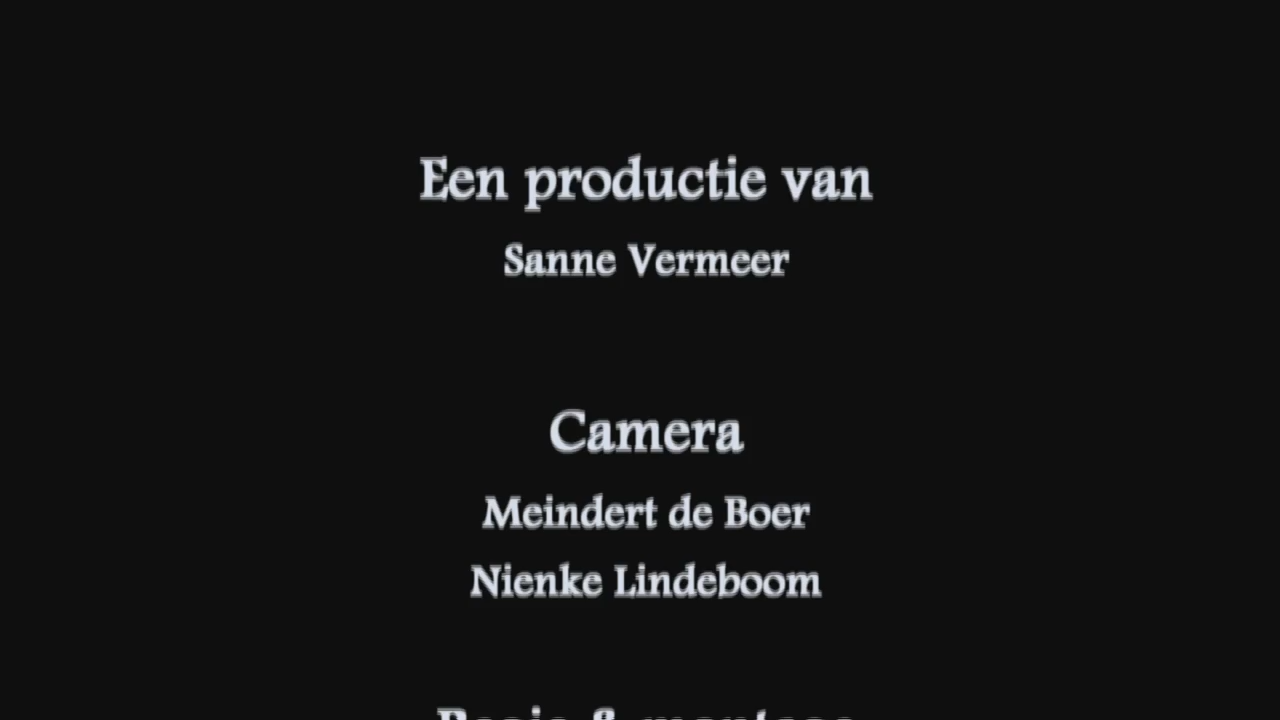 Een productie van
Sanne Vermeer
Camera
Meindert de Boer
Nienke Lindeboom